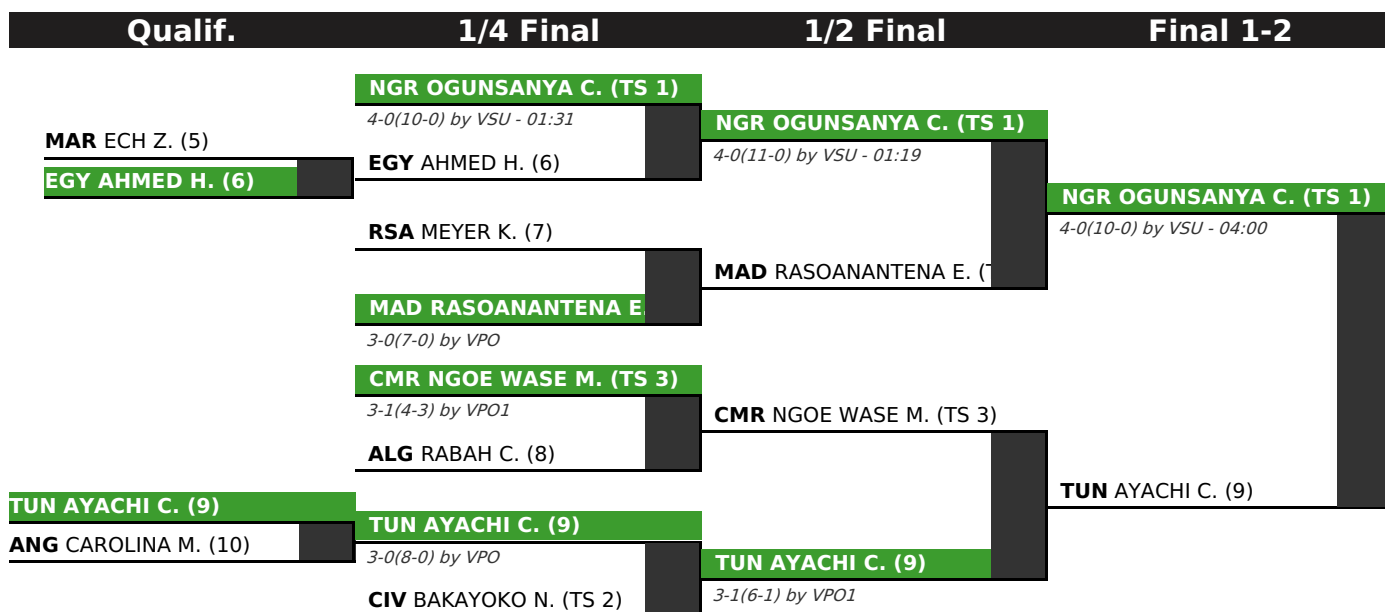 Qualif.
1/4 Final
1/2 Final
Final 1-2
MAR ECH Z. (5)
EGY AHMED H. (6)
TUN AYACHI C. (9)
ANG CAROLINA M. (10)
NGR OGUNSANYA C. (TS 1)
4-0(10-0) by VSU - 01:31
EGY AHMED H. (6)
RSA MEYER K. (7)
MAD RASOANANTENA E.
3-0(7-0) by VPO
CMR NGOE WASE M. (TS 3)
3-1(4-3) by VPO1
ALG RABAH C. (8)
TUN AYACHI C. (9)
3-0(8-0) by VPO
CIV BAKAYOKO N. (TS 2)
NGR OGUNSANYA C. (TS 1)
4-0(11-0) by VSU - 01:19
MAD RASOANANTENA E. (T
CMR NGOE WASE M. (TS 3)
TUN AYACHI C. (9)
3-1(6-1) by VPO1
NGR OGUNSANYA C. (TS 1)
4-0(10-0) by VSU - 04:00
TUN AYACHI C. (9)